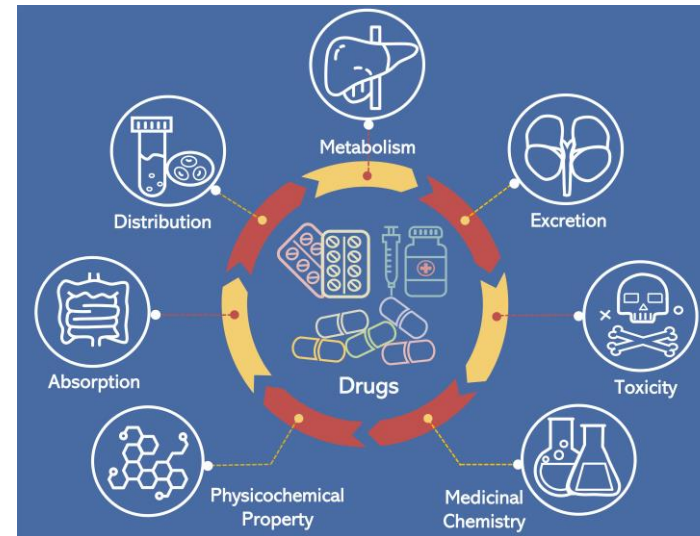 Metabolism
Distribution
Excretion
Absorption
Drugs
Toxicity
Physicochemical
Property
Medicinal
Chemistry